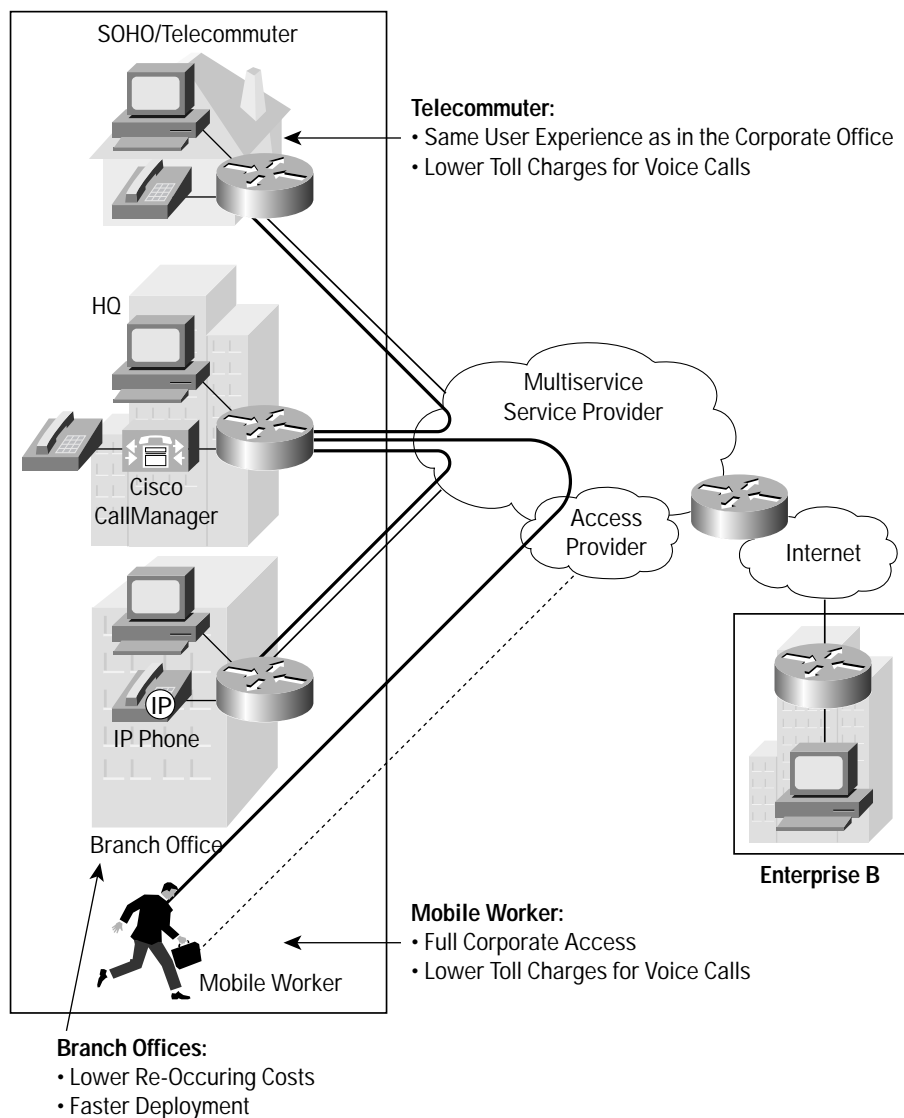 SOHO/Telecommuter
Telecommuter:
• Same User Experience as in the Corporate Office
• Lower Toll Charges for Voice Calls
HQ
Multiservice
Service Provider
Cisco
CallManager
Access
Provider
Internet
IP
IP Phone
Branch Office
Enterprise B
Mobile Worker:
• Full Corporate Access
• Lower Toll Charges for Voice Calls
Mobile Worker
Branch Offices:
• Lower Re-Occuring Costs
• Faster Deployment